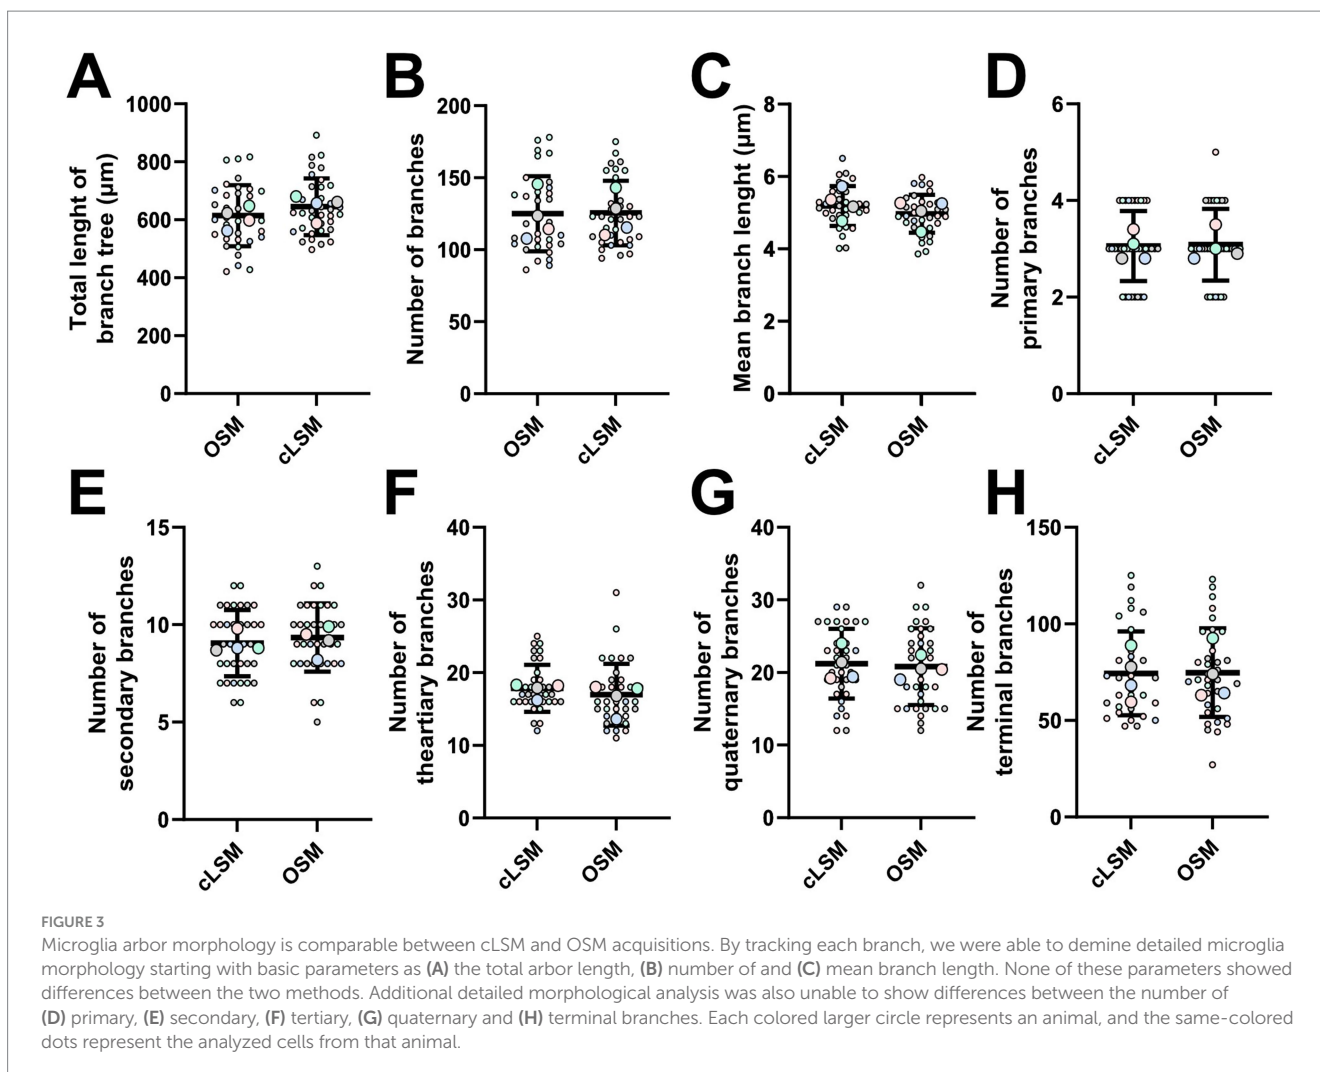 A
Total lenght of
branch tree (µm)
1000
800
600
400
200
0
OSM
cLSM
B
Number of branches
200
150
100
50
0
OSM
cLSM
C
Mean branch lenght (µm)
8
6
4
2
0
cLSM
OSM
D
Number of
primary branches
6
4
2
0
cLSM
OSM
E
Number of
secondary branches
15
10
5
0
cLSM
OSM
F
Number of
theartiary branches
40
30
20
10
0
cLSM
OSM
G
Number of
quaternary branches
40
30
20
10
0
cLSM
OSM
H
Number of
terminal branches
150
100
50
0
cLSM
OSM
FIGURE 3
Microglia arbor morphology is comparable between cLSM and OSM acquisitions. By tracking each branch, we were able to demine detailed microglia
morphology starting with basic parameters as (A) the total arbor length, (B) number of and (C) mean branch length. None of these parameters showed
differences between the two methods. Additional detailed morphological analysis was also unable to show differences between the number of
(D) primary, (E) secondary, (F) tertiary, (G) quaternary and (H) terminal branches. Each colored larger circle represents an animal, and the same-colored
dots represent the analyzed cells from that animal.